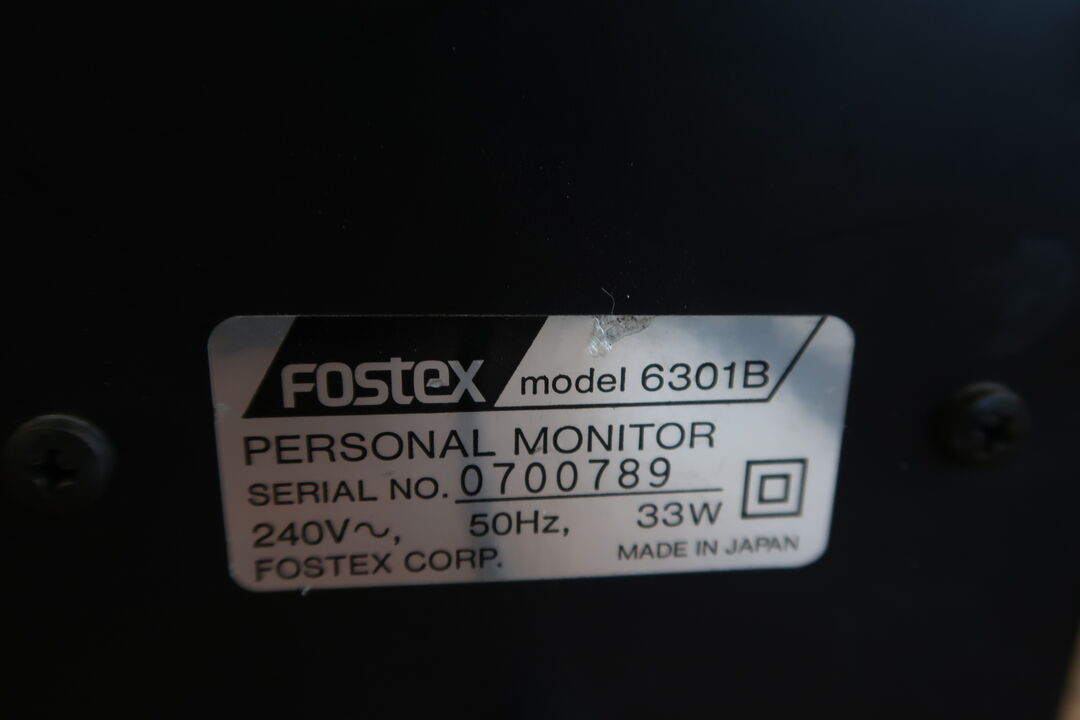 FOSTEX model 6301B
PERSONAL MONITOR
SERIAL NO. 0700789
240V~, 50Hz, 33W
FOSTEX CORP. MADE IN JAPAN